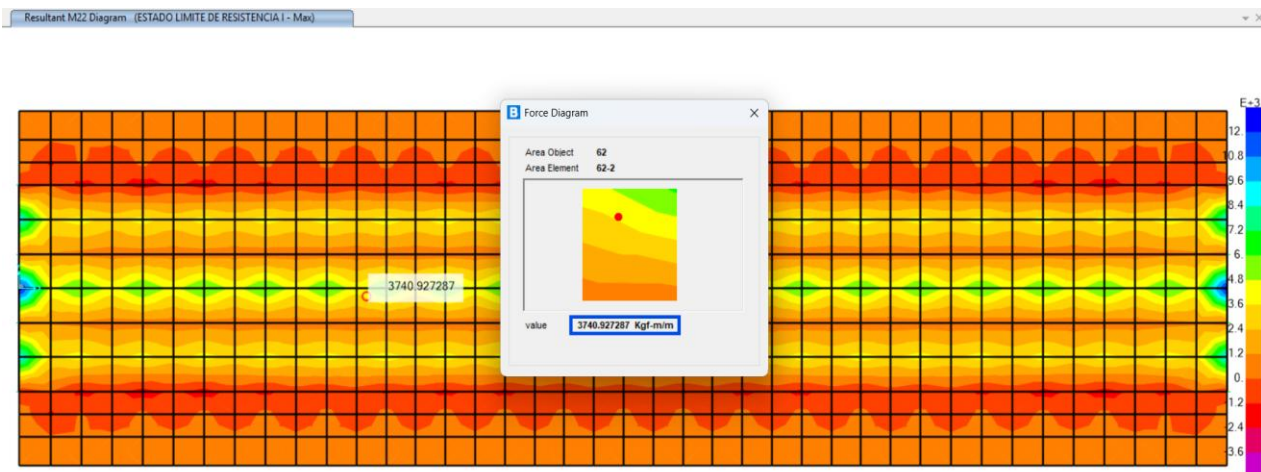 Resultant M22 Diagram (ESTADO LIMITE DE RESISTENCIA I - Max)
B Force Diagram
Area Object 62
Area Element 62-2
value 3740.927287 Kgf-m/m
3740.927287
E+3
12.
10.8
9.6
8.4
7.2
6.
4.8
3.6
2.4
1.2
0.
1.2
2.4
3.6